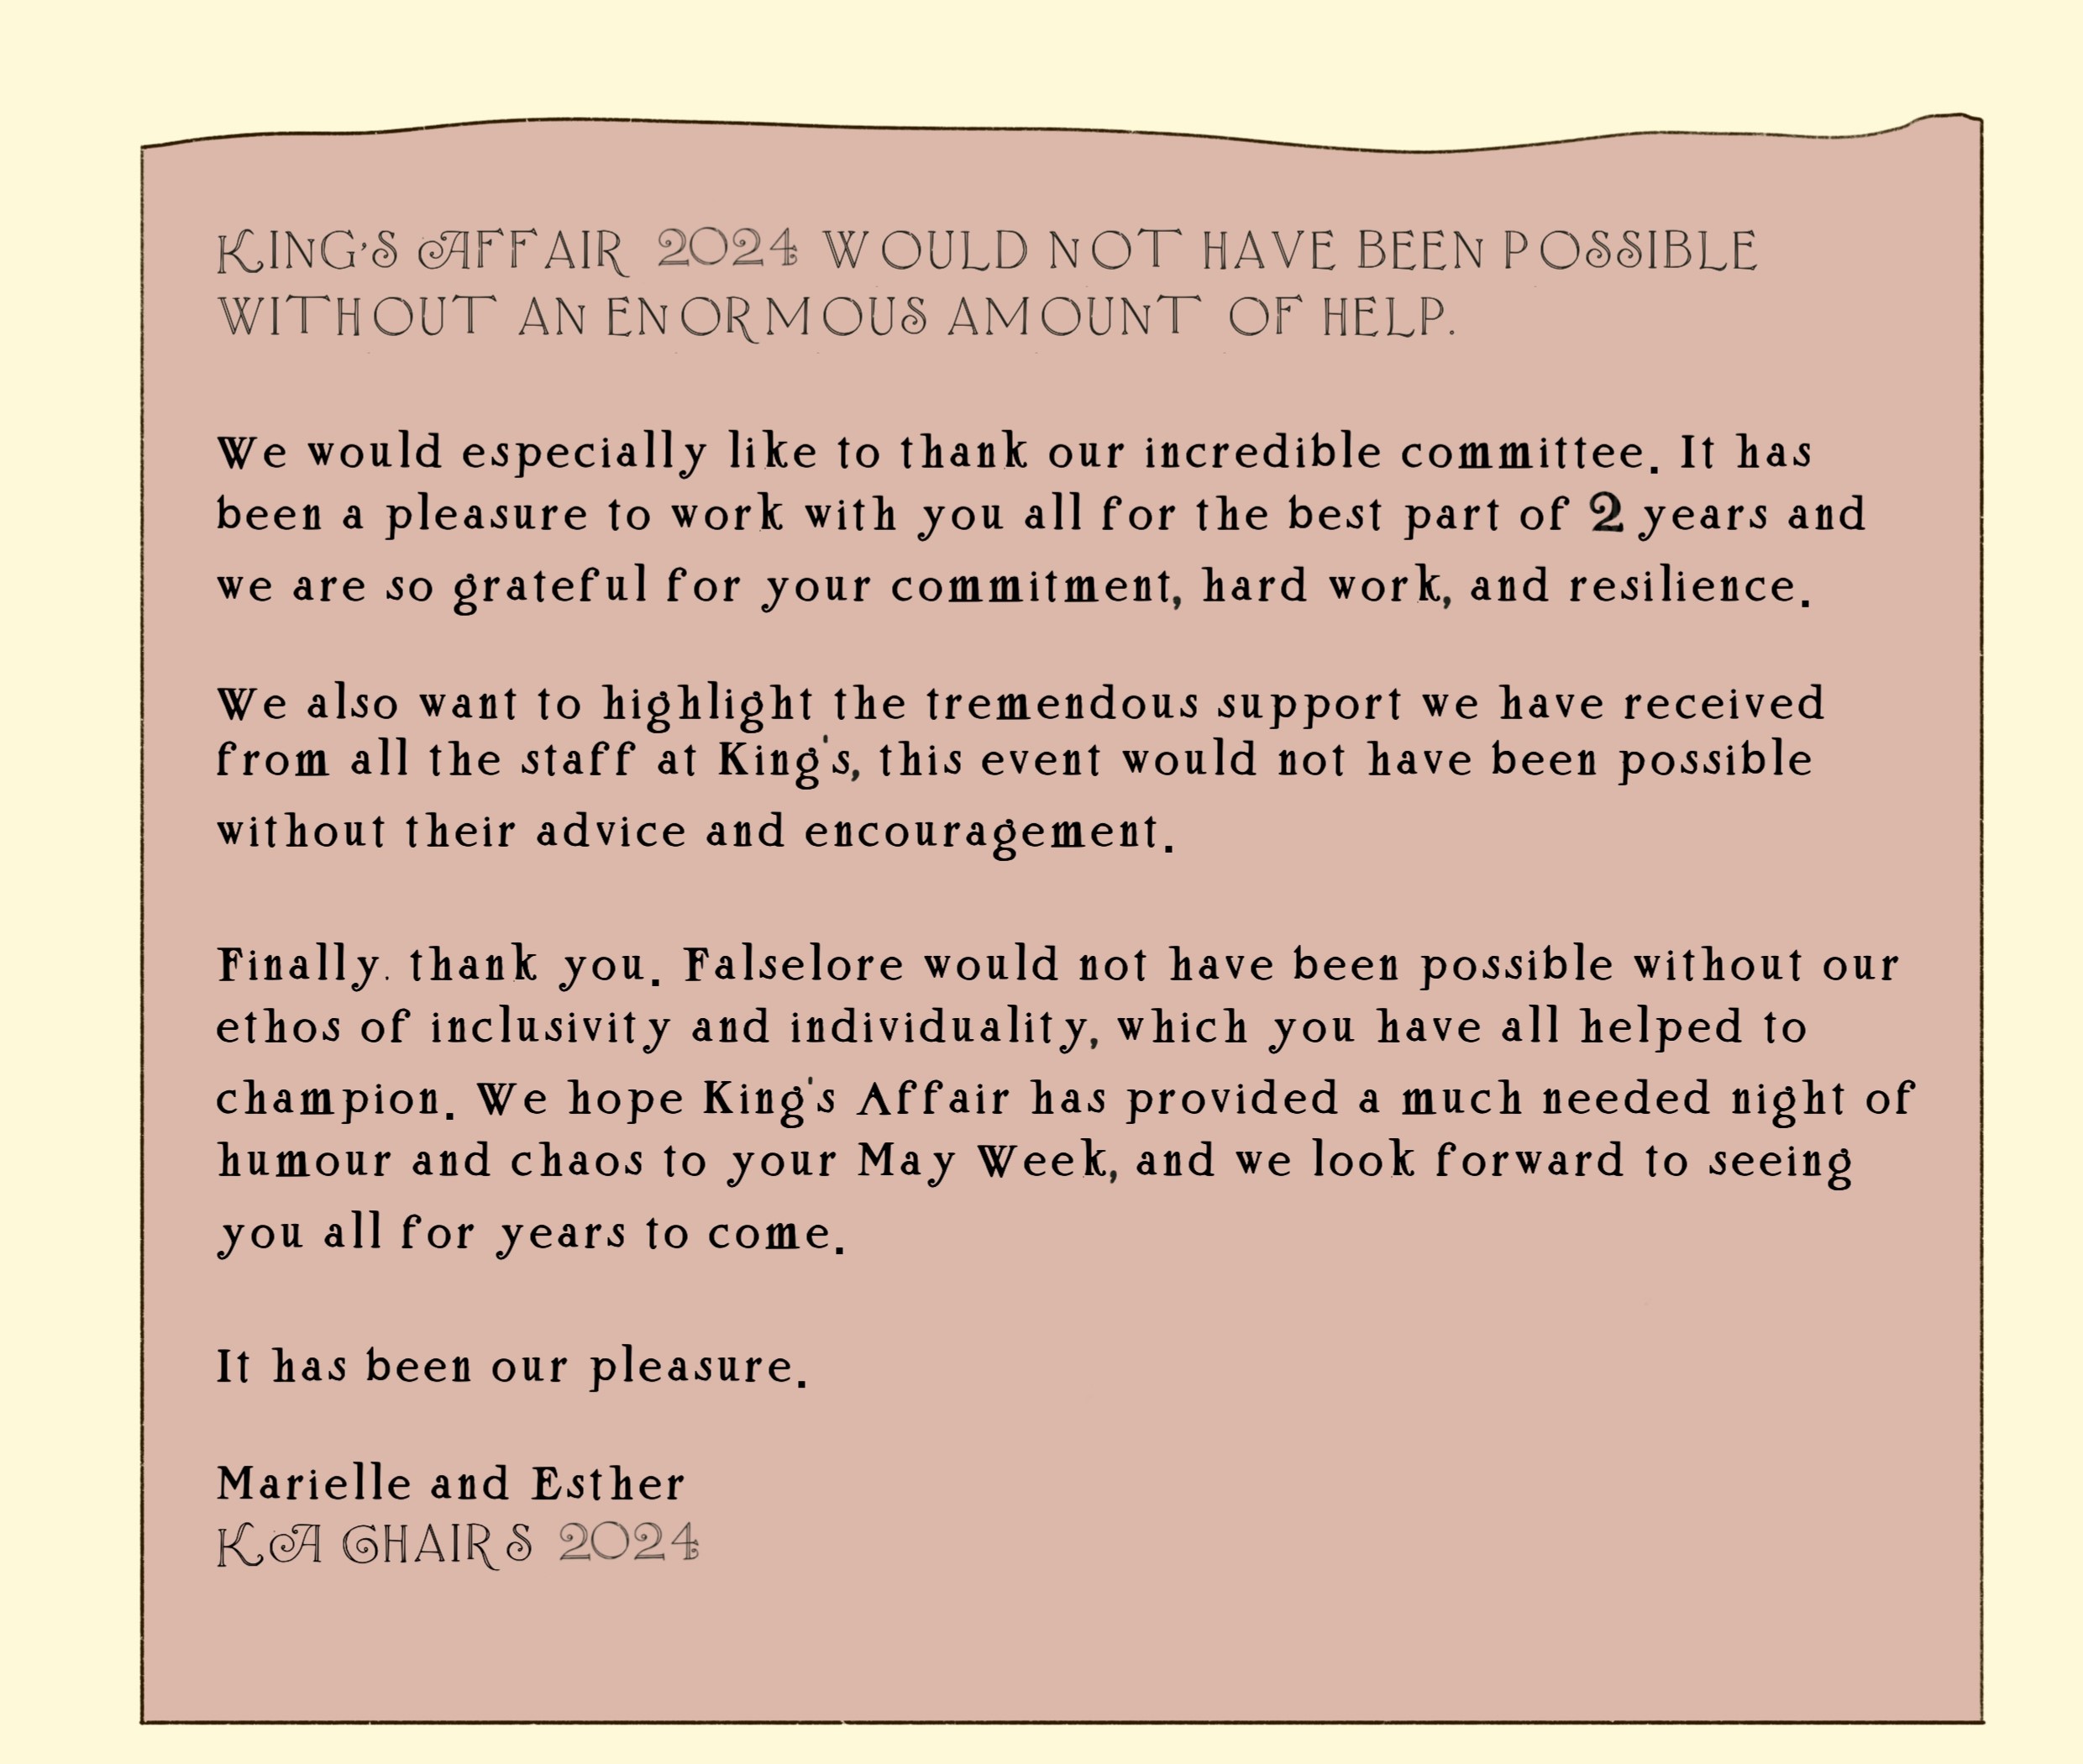 KING'S AFFAIR 2024 WOULD NOT HAVE BEEN POSSIBLE
WITHOUT AN ENORMOUS AMOUNT OF HELP.
We would especially like to thank our incredible committee. It has
been a pleasure to work with you all for the best part of 2 years and
we are so grateful for your commitment, hard work, and resilience.
We also want to highlight the tremendous support we have received
from all the staff at King's, this event would not have been possible
without their advice and encouragement.
Finally. thank you. Falselore would not have been possible without our
ethos of inclusivity and individuality, which you have all helped to
champion. We hope King's Affair has provided a much needed night of
humour and chaos to your May Week, and we look forward to seeing
you all for years to come.
It has been our pleasure.
Marielle and Esther
KA CHAIRS 2024